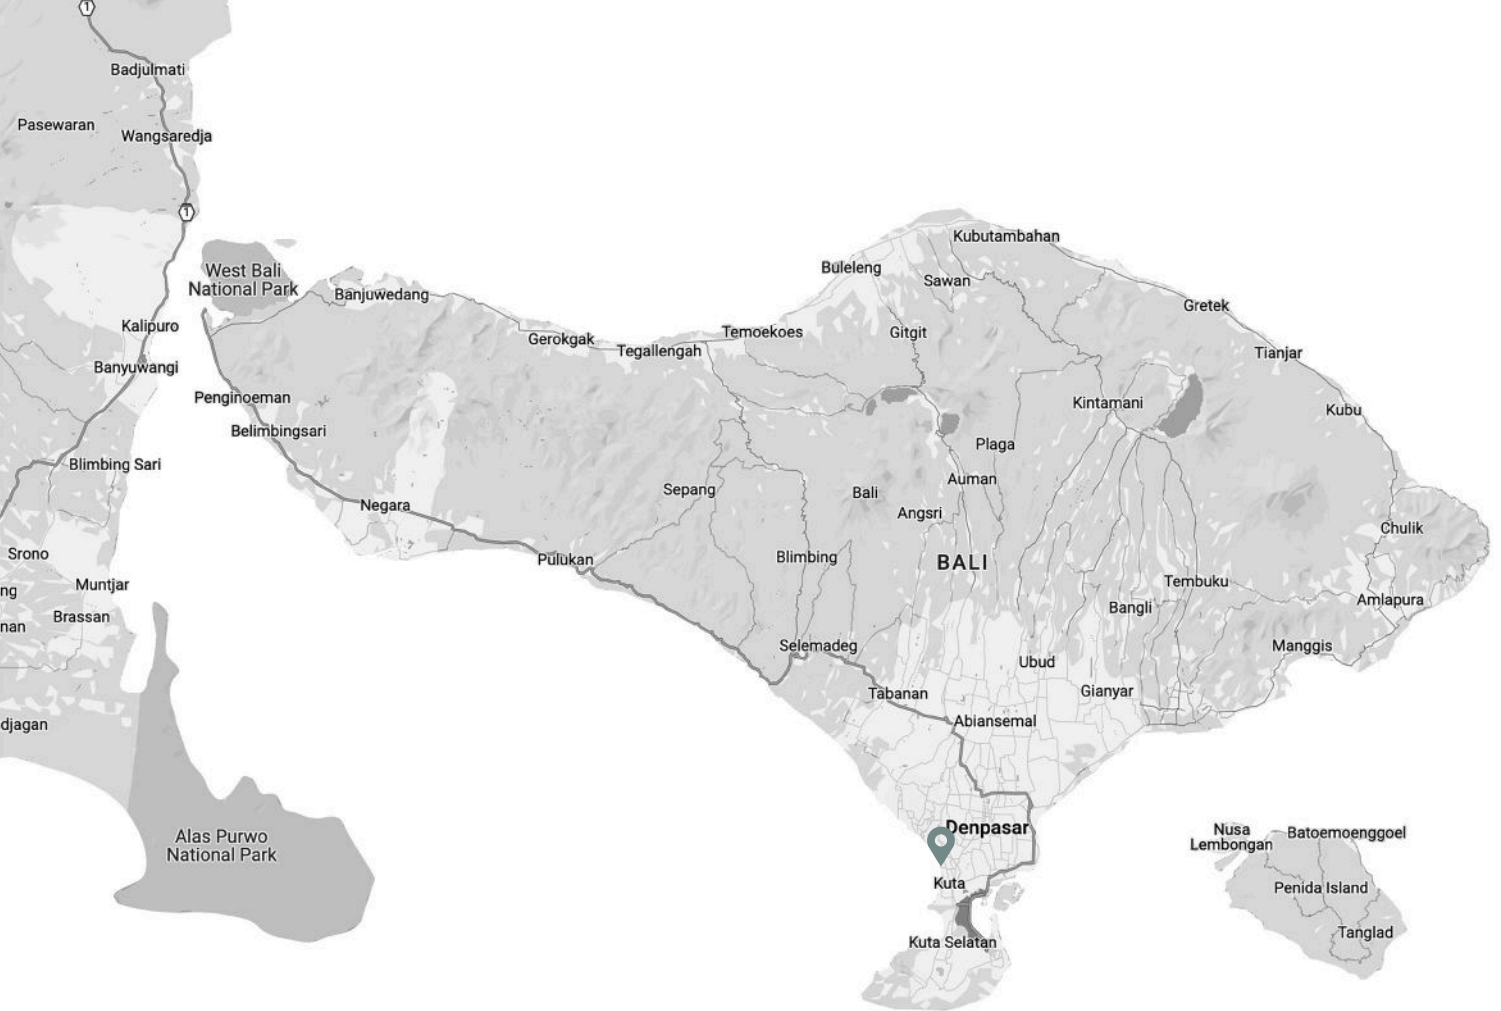 1
Badjulmati
Pasewaran
Wangsaredja
1
Kubutambahan
West Bali
National Park
Buleleng
Sawan
Banjuwedang
Gretek
Kalipuro
Temoekoes
Gitgit
Gerokgak
Tegallengah
Tianjar
Banyuwangi
Penginoeman
Kintamani
Kubu
Belimbingsari
Plaga
Blimbing Sari
Auman
Sepang
Bali
Negara
Angsri
Chulik
Srono
Pulukan
Blimbing
BALI
Muntjar
Tembuku
ng
Amlapura
Bangli
Brassan
nan
Selemadeg
Manggis
Ubud
Tabanan
Gianyar
djagan
Abiansemal
Denpasar
Nusa
Lembongan
Batoemoenggoel
Alas Purwo
National Park
Kuta
Penida Island
Tanglad
Kuta Selatan